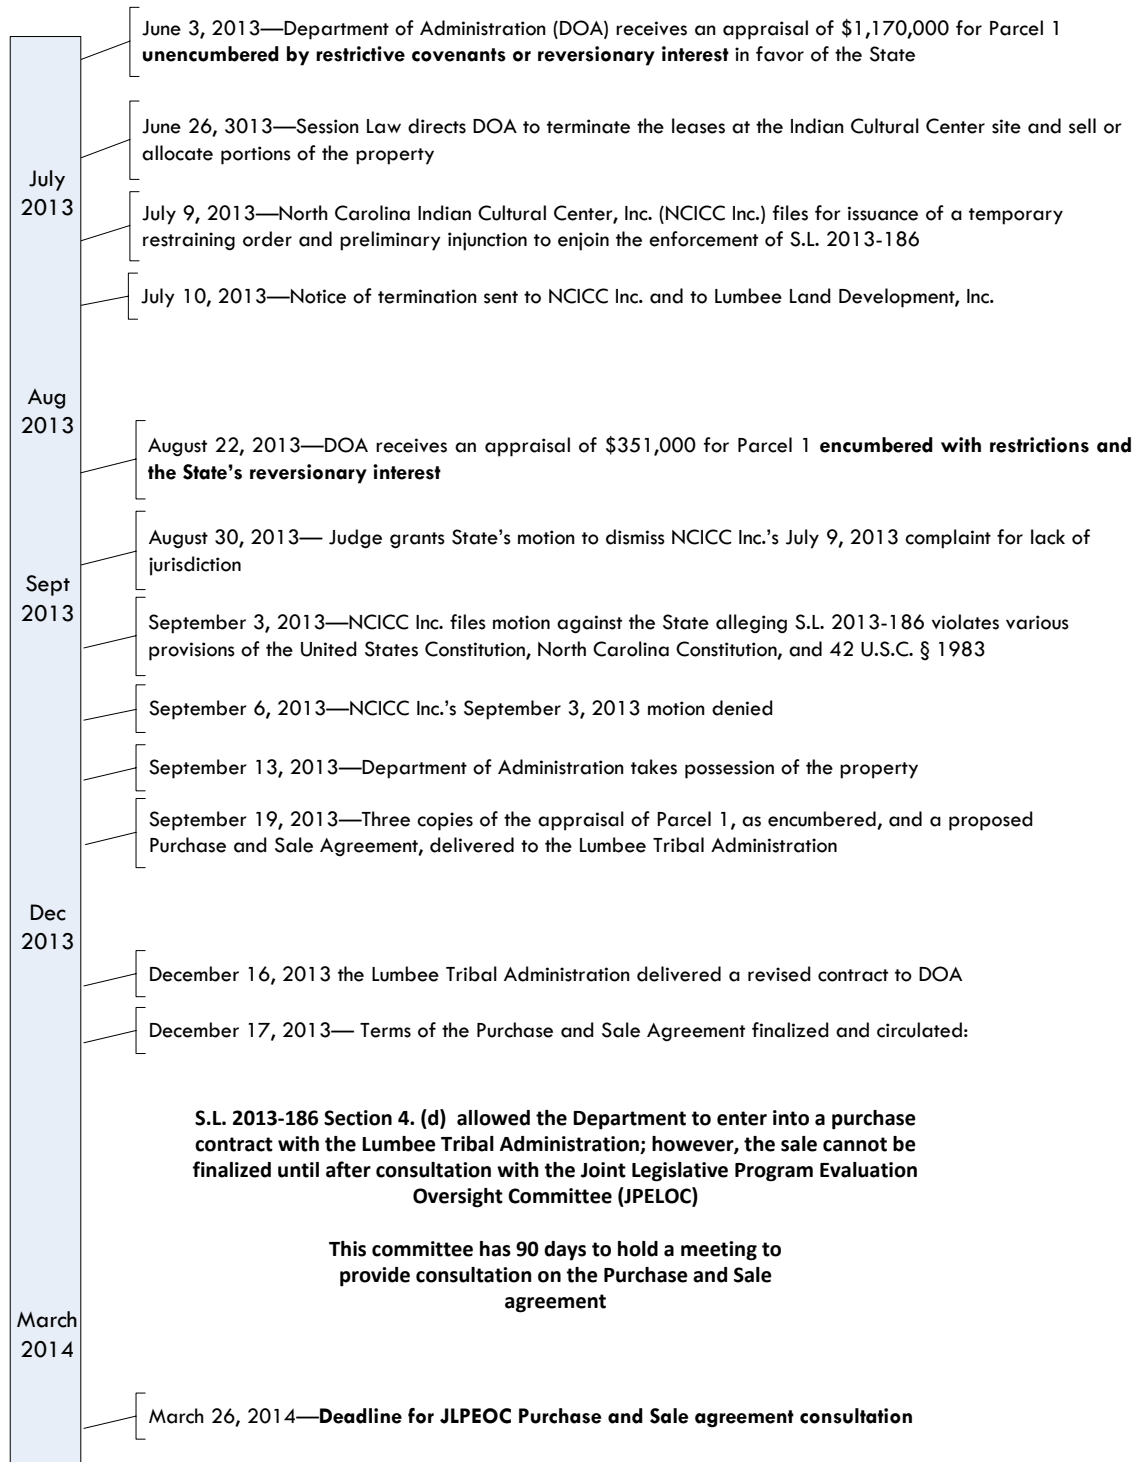 June 3, 2013—Department of Administration (DOA) receives an appraisal of $1,170,000 for Parcel 1
unencumbered by restrictive covenants or reversionary interest in favor of the State
June 26, 3013—Session Law directs DOA to terminate the leases at the Indian Cultural Center site and sell or
allocate portions of the property
July
2013
July 9, 2013—North Carolina Indian Cultural Center, Inc. (NCICC Inc.) files for issuance of a temporary
restraining order and preliminary injunction to enjoin the enforcement of S.L. 2013-186
July 10, 2013—Notice of termination sent to NCICC Inc. and to Lumbee Land Development, Inc.
Aug
2013
August 22, 2013—DOA receives an appraisal of $351,000 for Parcel 1 encumbered with restrictions and
the State's reversionary interest
August 30, 2013— Judge grants State's motion to dismiss NCICC Inc.'s July 9, 2013 complaint for lack of
jurisdiction
Sept
2013
September 3, 2013—NCICC Inc. files motion against the State alleging S.L. 2013-186 violates various
provisions of the United States Constitution, North Carolina Constitution, and 42 U.S.C. § 1983
September 6, 2013—NCICC Inc.'s September 3, 2013 motion denied
September 13, 2013—Department of Administration takes possession of the property
September 19, 2013—Three copies of the appraisal of Parcel 1, as encumbered, and a proposed
Purchase and Sale Agreement, delivered to the Lumbee Tribal Administration
Dec
2013
December 16, 2013 the Lumbee Tribal Administration delivered a revised contract to DOA
December 17, 2013— Terms of the Purchase and Sale Agreement finalized and circulated:
S.L. 2013-186 Section 4. (d) allowed the Department to enter into a purchase
contract with the Lumbee Tribal Administration; however, the sale cannot be
finalized until after consultation with the Joint Legislative Program Evaluation
Oversight Committee (JPELOC)
This committee has 90 days to hold a meeting to
provide consultation on the Purchase and Sale
agreement
March
2014
March 26, 2014—Deadline for JLPEOC Purchase and Sale agreement consultation